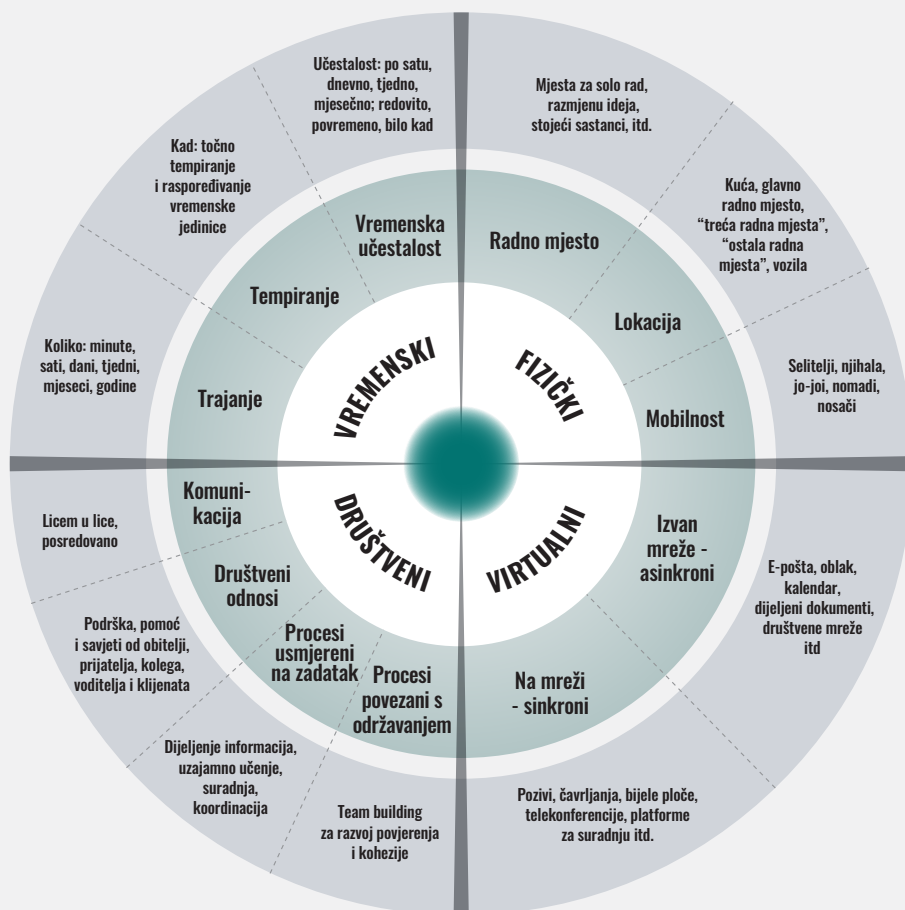 Učestalost: po satu,
dnevno, tjedno,
mjesečno; redovito,
povremeno, bilo kad
Mjesta za solo rad,
razmjenu ideja,
stojeći sastanci, itd.
Kad: točno
tempiranje
i raspoređivanje
vremenske
jedinice
Kuća, glavno
radno mjesto,
“treća radna mjesta”,
“ostala radna
mjesta”, vozila
Vremenska
učestalost
Radno mjesto
Tempiranje
Lokacija
Koliko: minute,
sati, dani, tjedni,
mjeseci, godine
Selitelji, njihala,
jo-joi, nomadi,
nosači
Trajanje
Mobilnost
VREMENSKI
FIZIČKI
DRUŠTVENI
VIRTUALNI
Komuni-
kacija
Licem u lice,
posredovano
Izvan
mreže -
asinkroni
E-pošta, oblak,
kalendar,
dijeljeni dokumenti,
društvene mreže
itd
Društveni
odnosi
Podrška, pomoć
i savjeti od obitelji,
prijatelja, kolega,
voditelja i klijenata
Procesi
usmjereni
na zadatak
Procesi
povezani s
održavanjem
Na mreži
- sinkroni
Dijeljenje informacija,
uzajamno učenje,
suradnja,
koordinacija
Team building
za razvoj povjerenja
i kohezije
Pozivi, čavrljanja, bijele ploče,
telekonferencije, platforme
za suradnju itd.